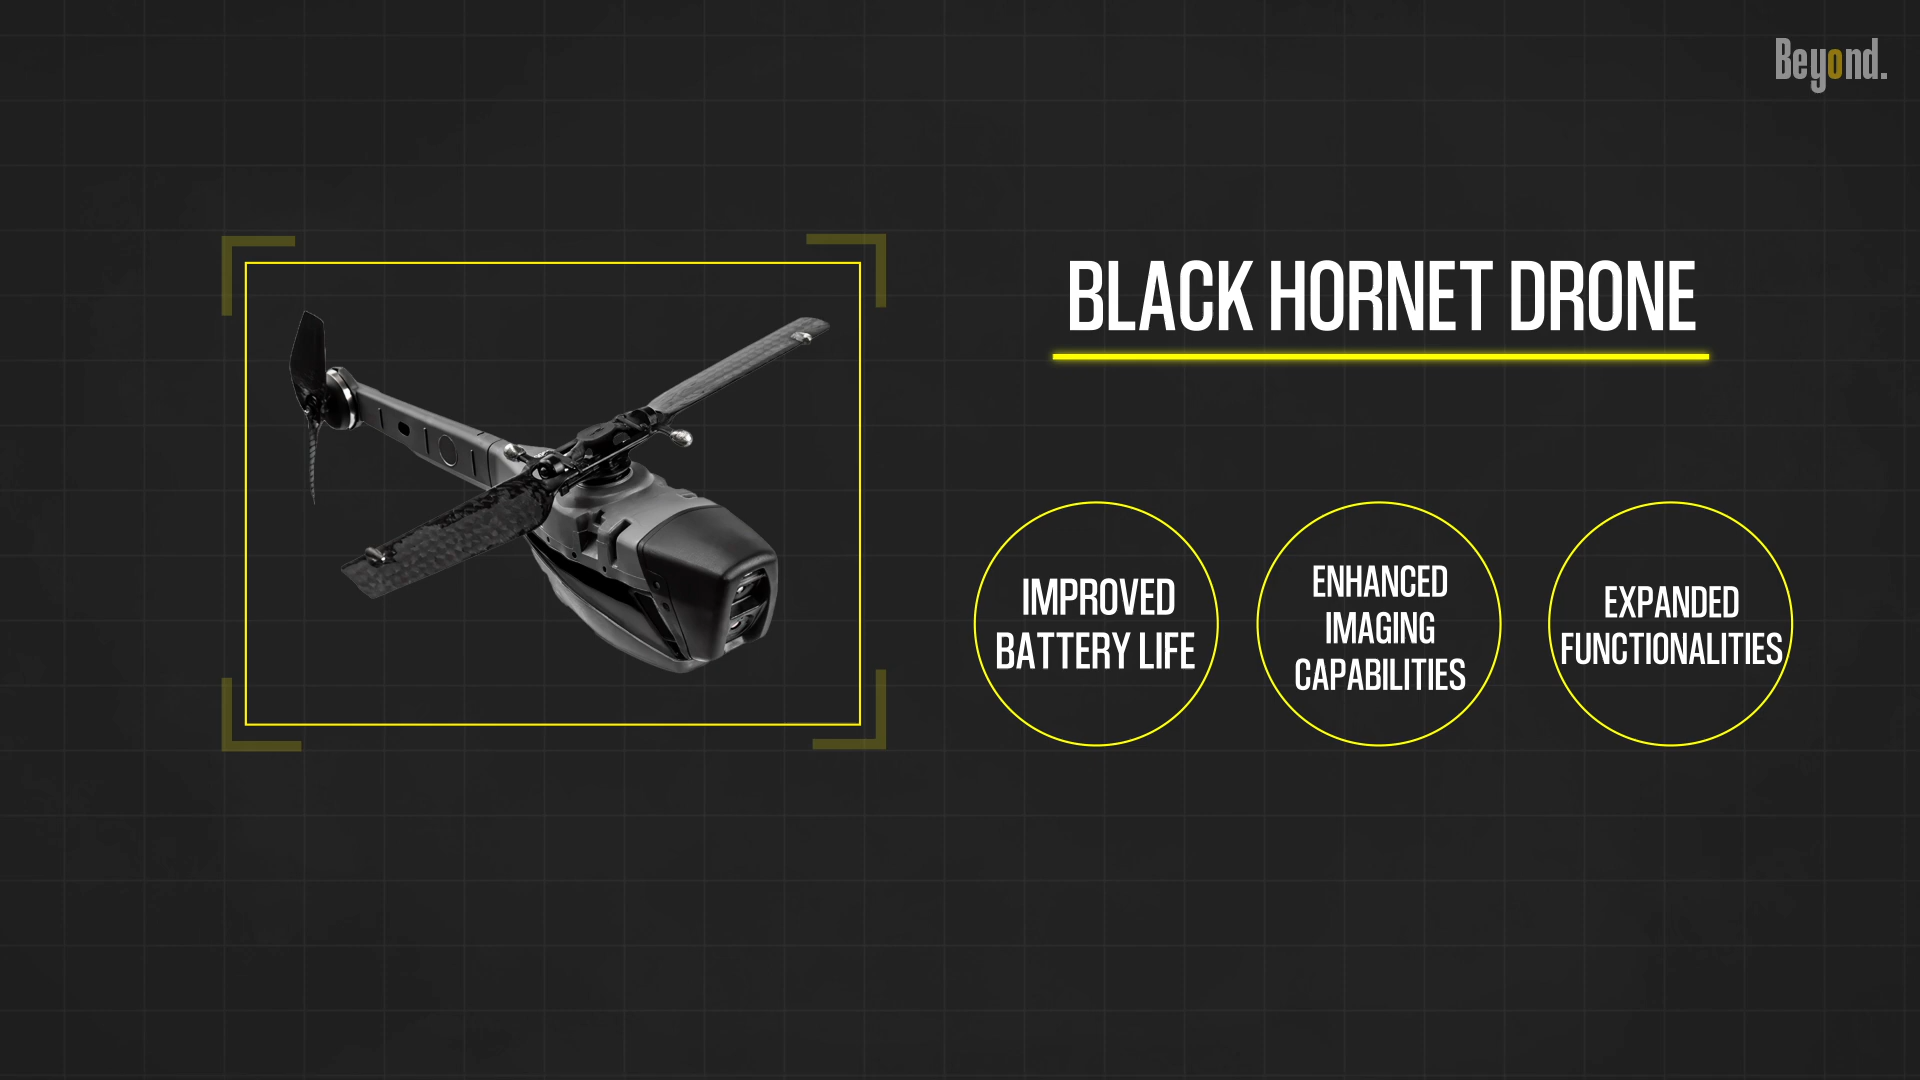 Beyond.
BLACK HORNET DRONE
IMPROVED
BATTERY LIFE
ENHANCED
IMAGING
CAPABILITIES
EXPANDED
FUNCTIONALITIES